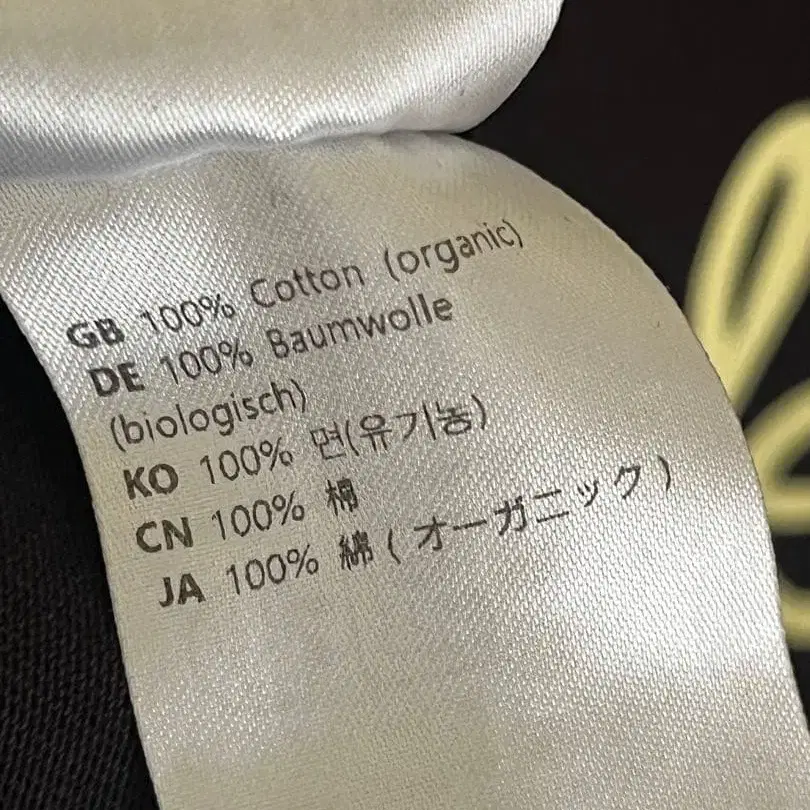 GB 100% Cotton (organic)
DE 100% Baumwolle
(biologisch)
KO 100% 면(유기농)
CN 100% 棉
JA 100% 綿 ( オーガニック )